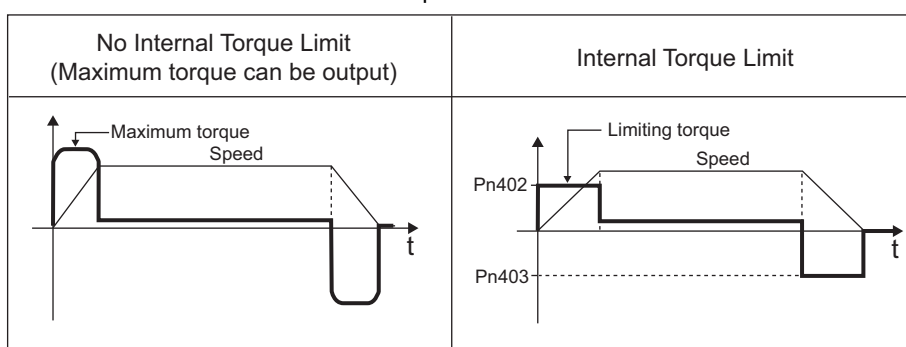 No Internal Torque Limit
(Maximum torque can be output)
Internal Torque Limit
Maximum torque
Speed
t
Limiting torque
Speed
Pn402
t
Pn403